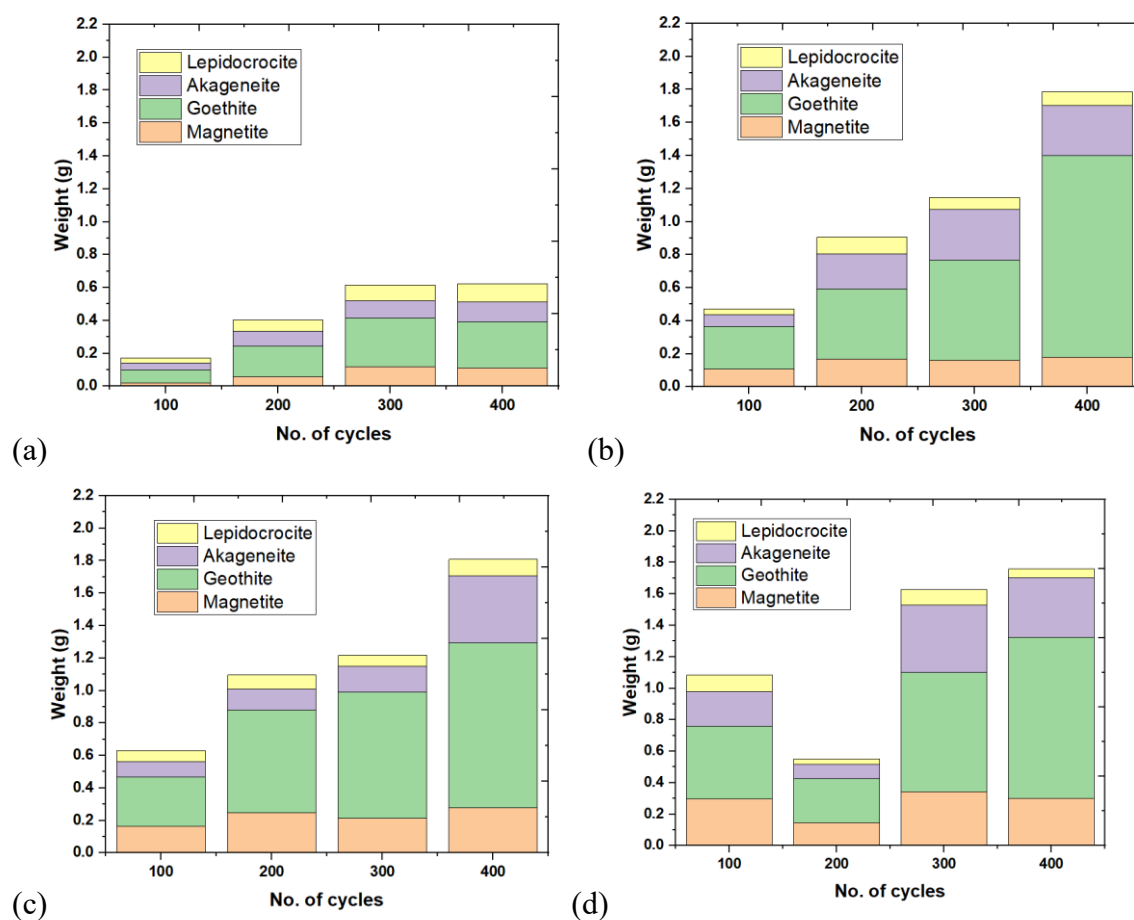 2.2
2.0
1.8
1.6
1.4
1.2
1.0
0.8
0.6
0.4
0.2
0.0
Weight (g)
Lepidocrocite
Akageneite
Goethite
Magnetite
100 200 300 400
No. of cycles
(a)
2.2
2.0
1.8
1.6
1.4
1.2
1.0
0.8
0.6
0.4
0.2
0.0
Weight (g)
Lepidocrocite
Akageneite
Goethite
Magnetite
100 200 300 400
No. of cycles
(b)
2.2
2.0
1.8
1.6
1.4
1.2
1.0
0.8
0.6
0.4
0.2
0.0
Weight (g)
Lepidocrocite
Akageneite
Geothite
Magnetite
100 200 300 400
No. of cycles
(c)
2.2
2.0
1.8
1.6
1.4
1.2
1.0
0.8
0.6
0.4
0.2
0.0
Weight (g)
Lepidocrocite
Akageneite
Geothite
Magnetite
100 200 300 400
No. of cycles
(d)